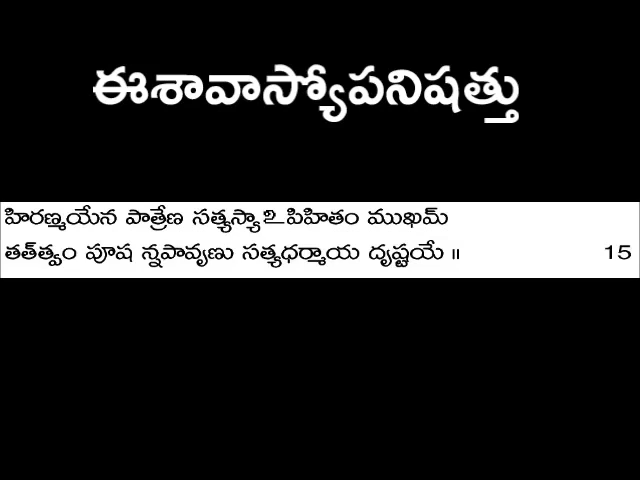 ఈశావాస్యోపనిషత్తు
హిరణ్మయేన పాత్రేణ సత్యస్యాఽపిహితం ముఖమ్
తత్‌త్వం పూష న్నపావృణు సత్యధర్మాయ దృష్టయే ॥ 15